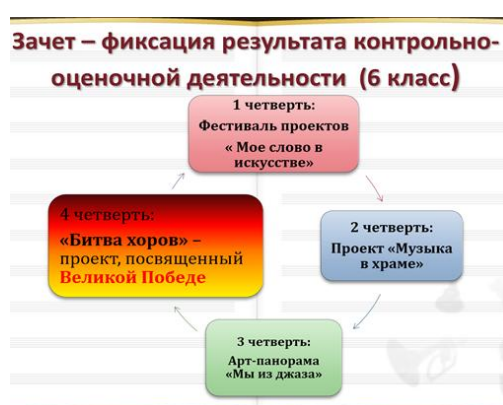 Зачет – фиксация результата контрольно-
оценочной деятельности (6 класс)
1 четверть:
Фестиваль проектов
« Мое слово в
искусстве»
2 четверть:
Проект «Музыка
в храме»
3 четверть:
Арт-панорама
«Мы из джаза»
4 четверть:
«Битва хоров» –
проект, посвященный
Великой Победе